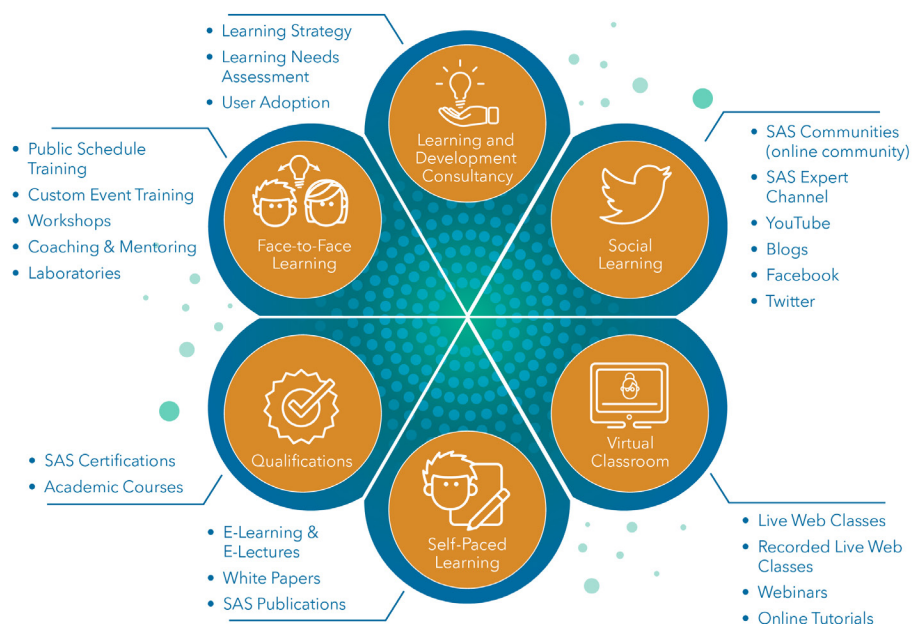 • Learning Strategy
• Learning Needs
Assessment
• User Adoption
Learning and
Development
Consultancy
• Public Schedule
Training
• Custom Event Training
• Workshops
• Coaching & Mentoring
• Laboratories
Face-to-Face
Learning
Social
Learning
• SAS Communities
(online community)
• SAS Expert
Channel
• YouTube
• Blogs
• Facebook
• Twitter
Qualifications
• SAS Certifications
• Academic Courses
Virtual
Classroom
• Live Web Classes
• Recorded Live Web
Classes
• Webinars
• Online Tutorials
Self-Paced
Learning
• E-Learning &
E-Lectures
• White Papers
• SAS Publications